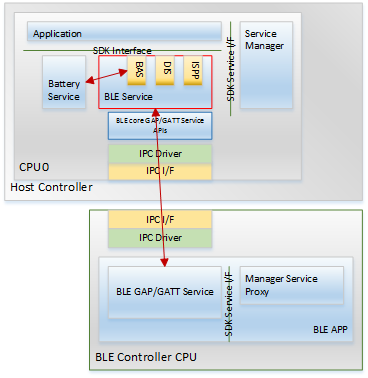 Application
SDK Interface
SDK Service I/F
Service
Manager
Battery
Service
BAS
DIS
ISPP
BLE Service
BLE core GAP/GATT Service
APIs
IPC Driver
CPU0
IPC I/F
Host Controller
IPC I/F
IPC Driver
BLE GAP/GATT Service
SDK Service I/F
Manager Service
Proxy
BLE APP
BLE Controller CPU